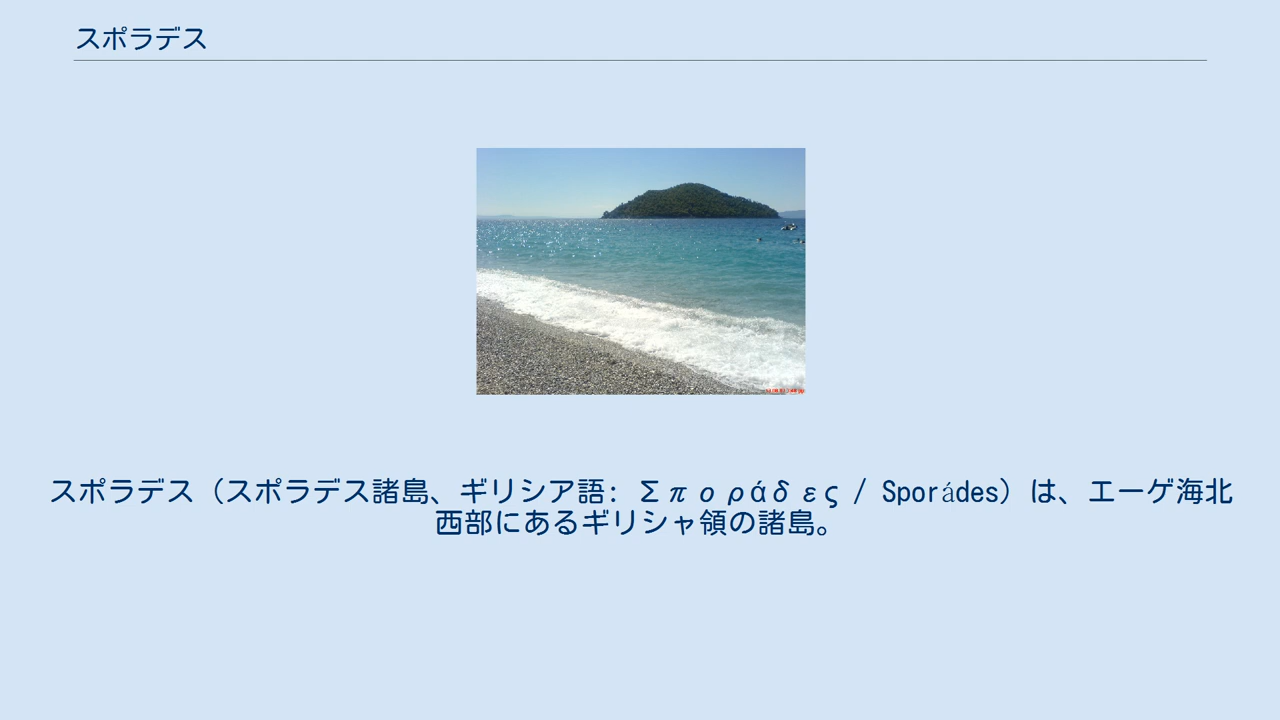 スポラデス
スポラデス（スポラデス諸島、ギリシア語: Σποράδες / Sporádes）は、エーゲ海北
西部にあるギリシャ領の諸島。